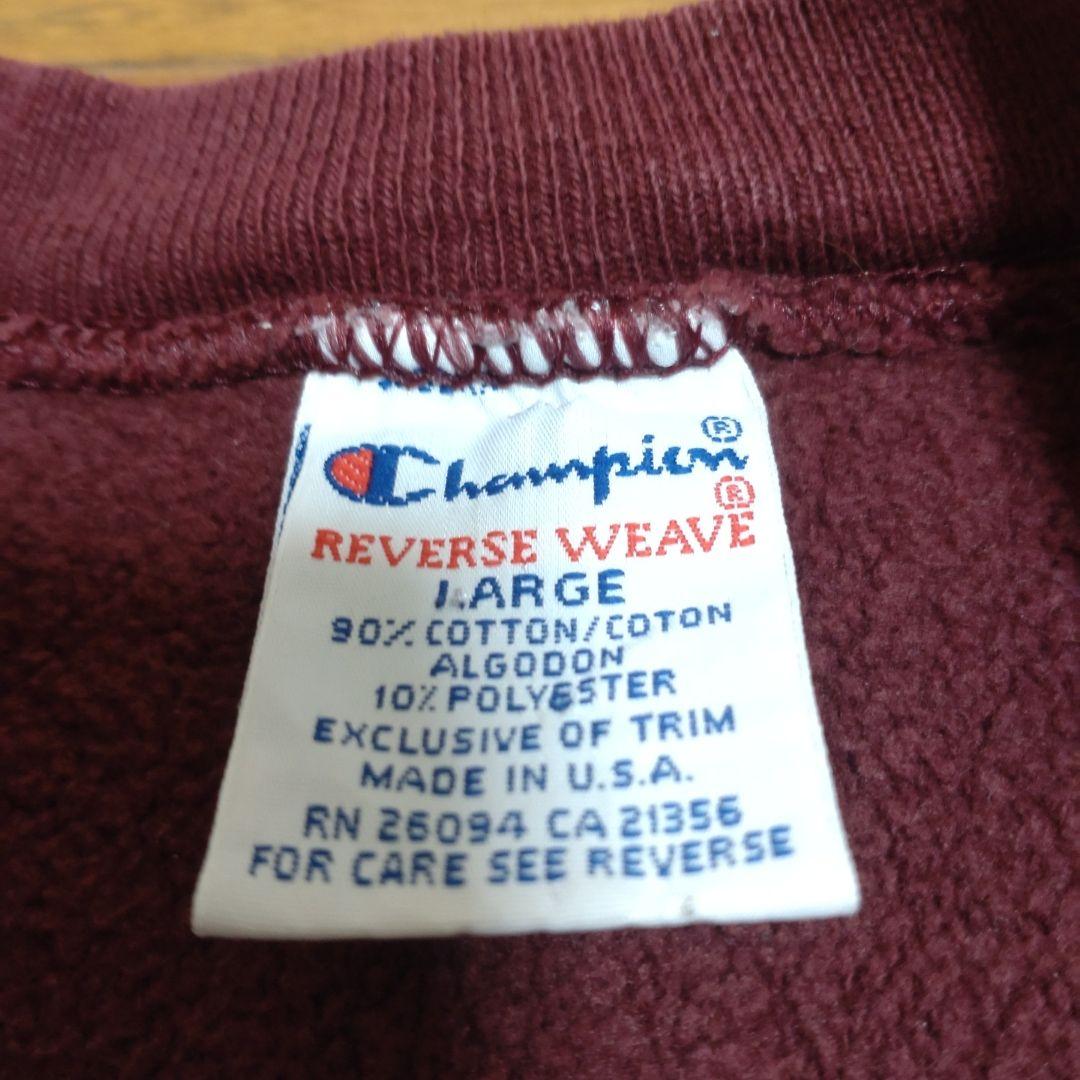 Champion ®
REVERSE WEAVE ®
LARGE
90% COTTON/COTON
ALGODON
10% POLYESTER
EXCLUSIVE OF TRIM
MADE IN U.S.A.
RN 26094 CA 21356
FOR CARE SEE REVERSE